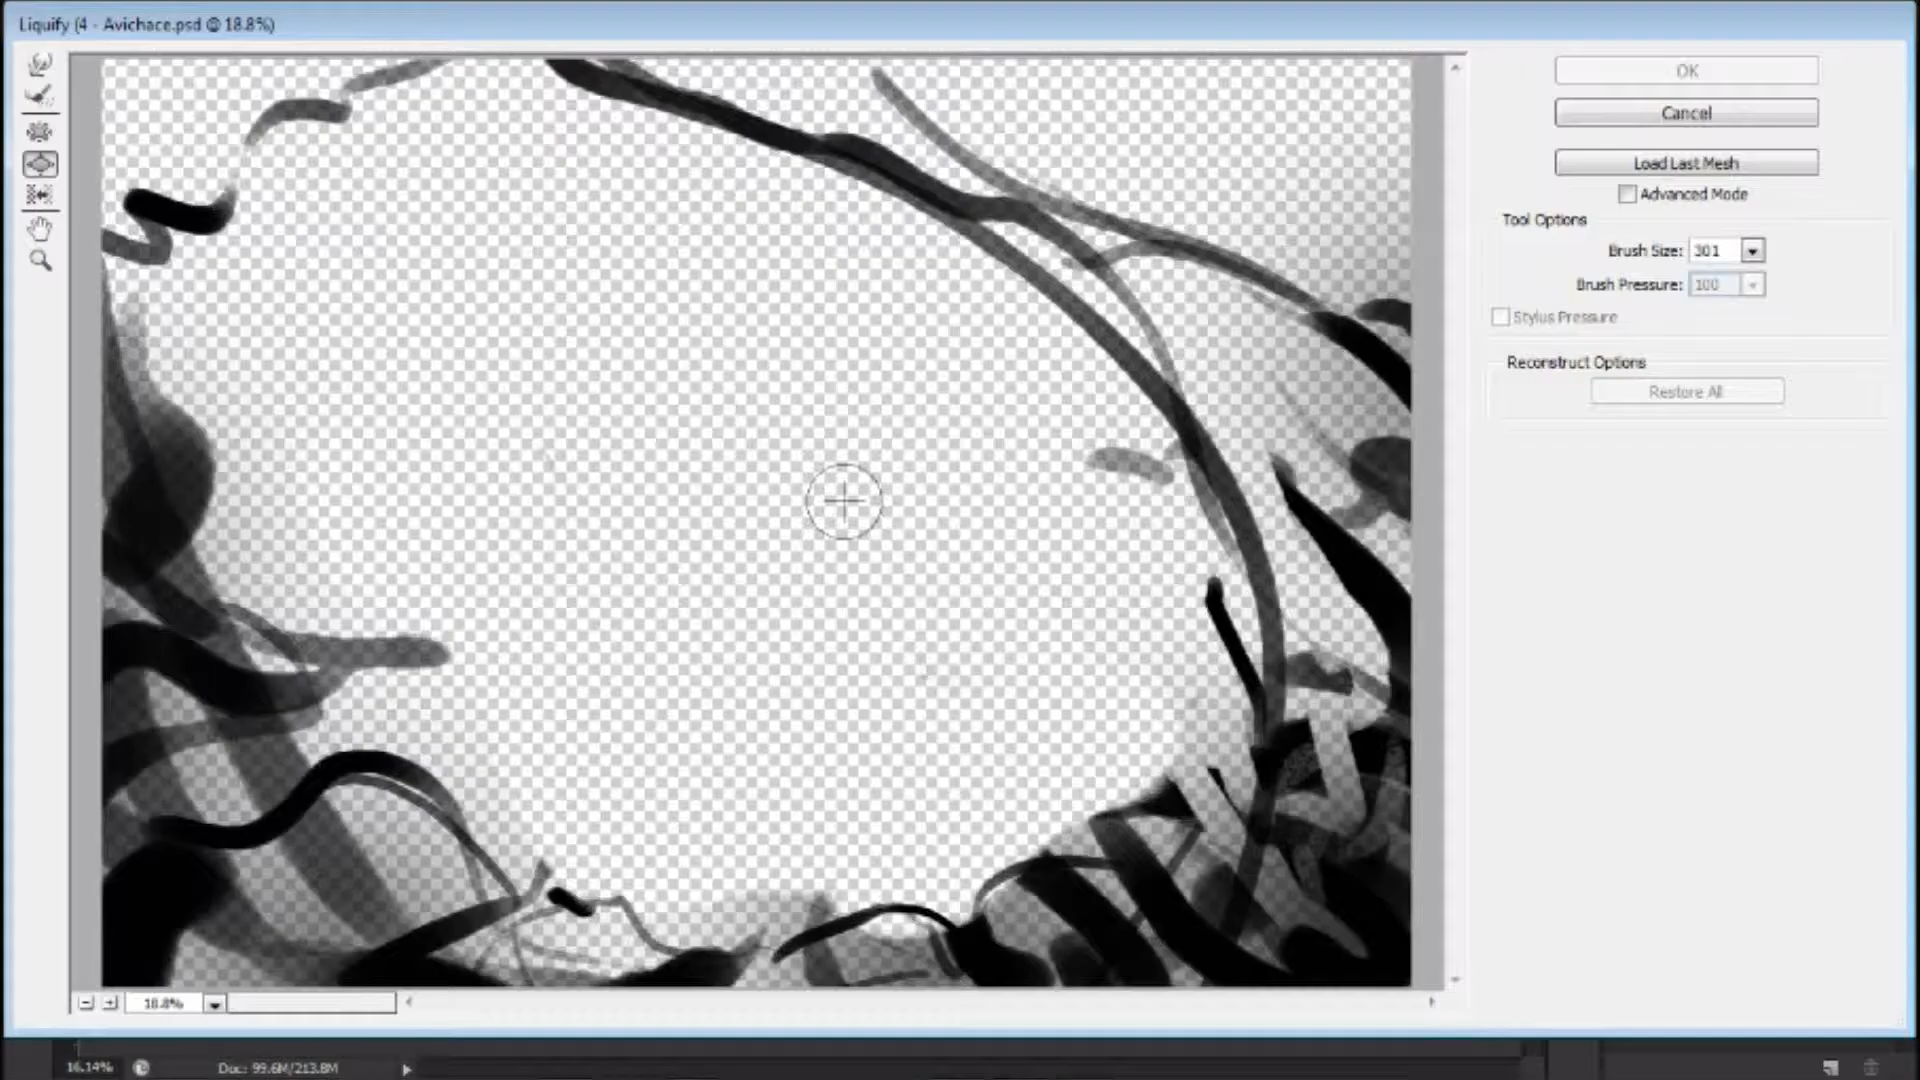 Liquify (4 - Avichace.psd @ 18.8%)
OK
Cancel
Load Last Mesh
Advanced Mode
Tool Options
Brush Size: 301
Brush Pressure: 100
Stylus Pressure
Reconstruct Options
Restore All
18.8%
16.14%
Doc: 99.6M/213.8M